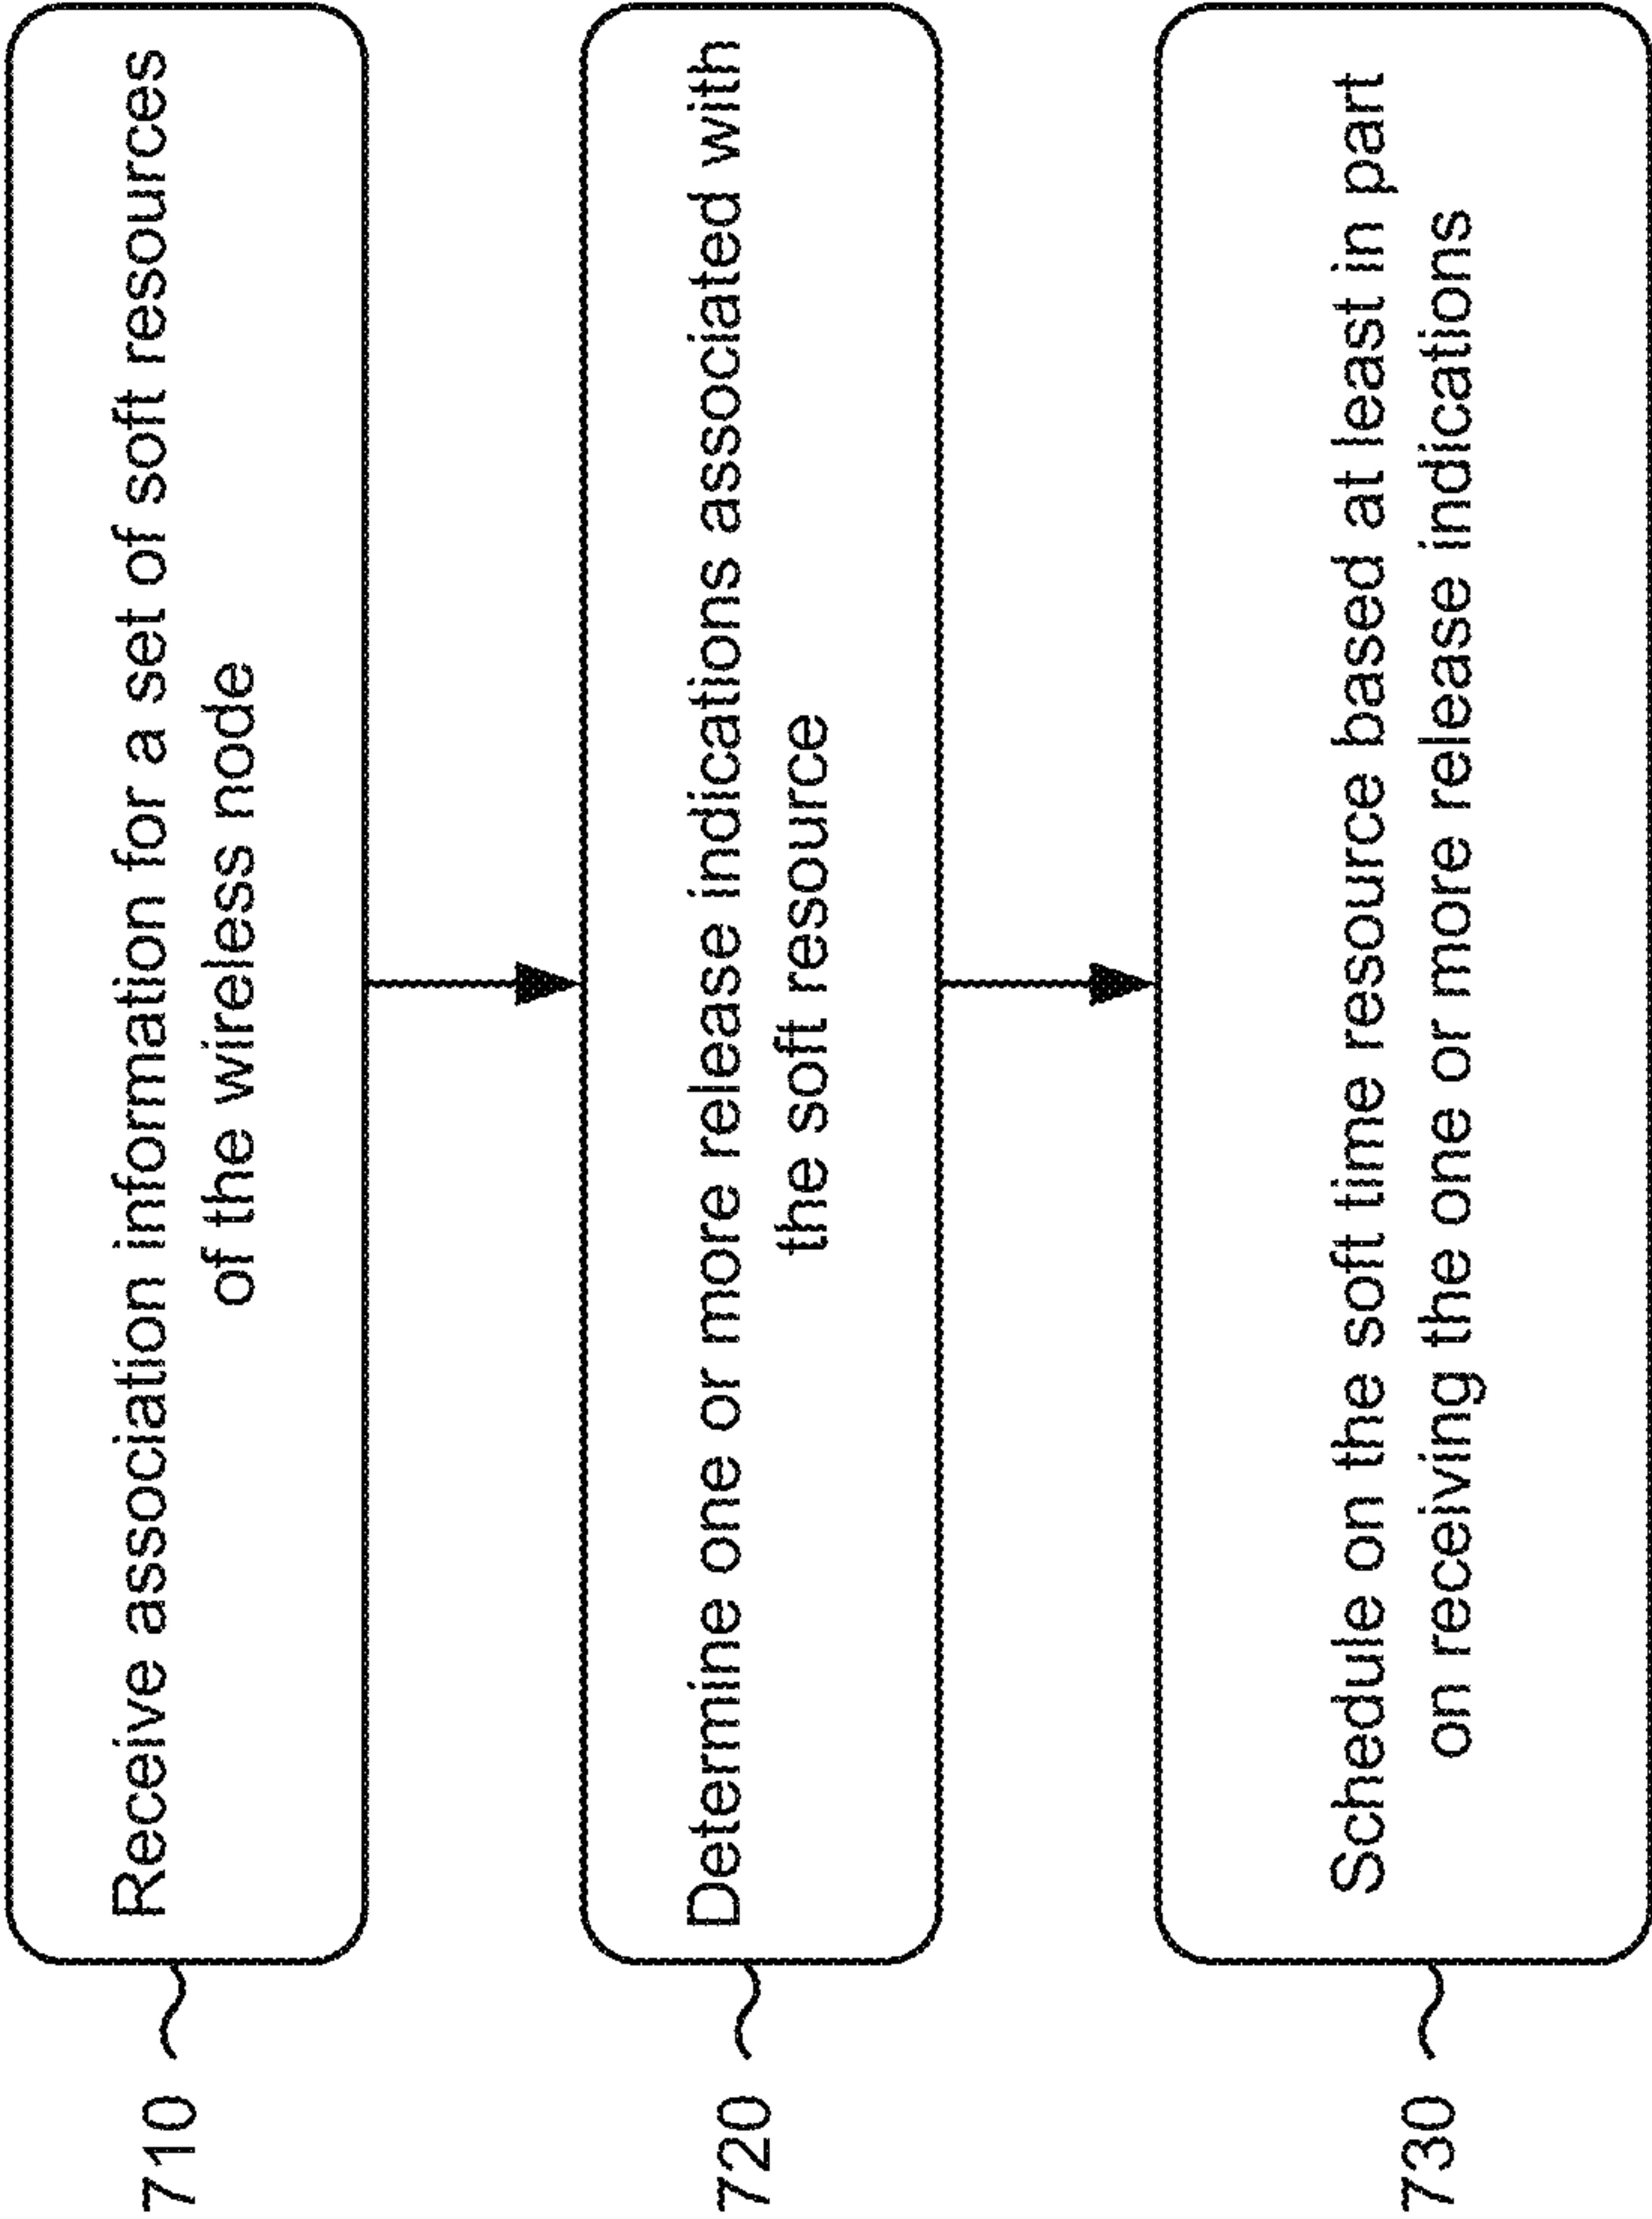 710
Receive association information for a set of soft resources
of the wireless node
720
Determine one or more release indications associated with
the soft resource
730
Schedule on the soft time resource based at least in part
on receiving the one or more release indications